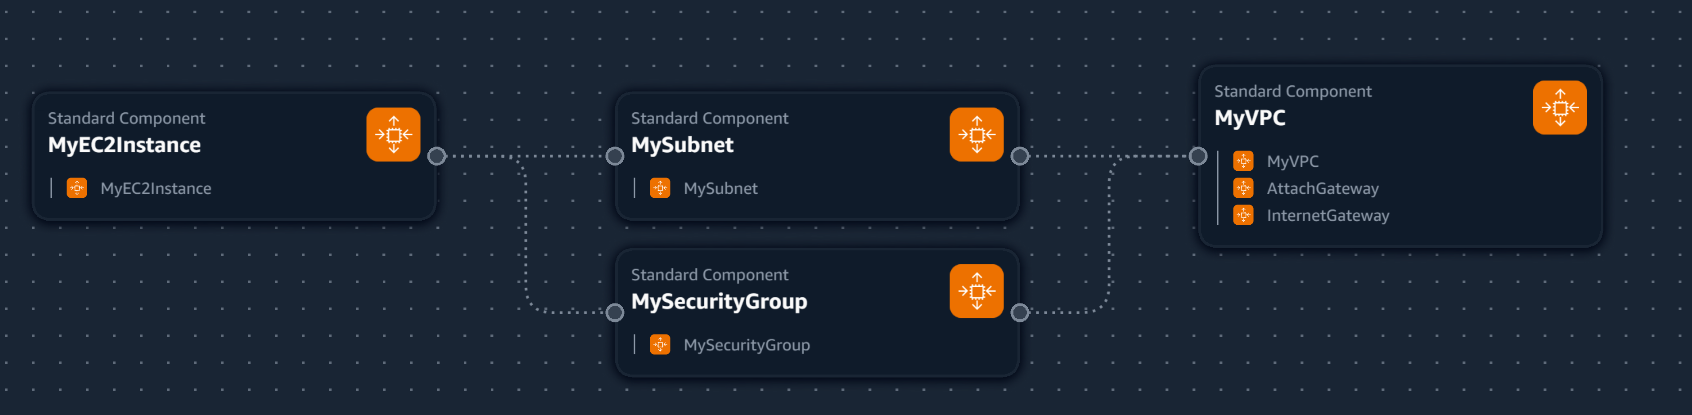 Standard Component
MyEC2Instance
MyEC2Instance
Standard Component
MySubnet
MySubnet
Standard Component
MySecurityGroup
MySecurityGroup
Standard Component
MyVPC
MyVPC
AttachGateway
InternetGateway